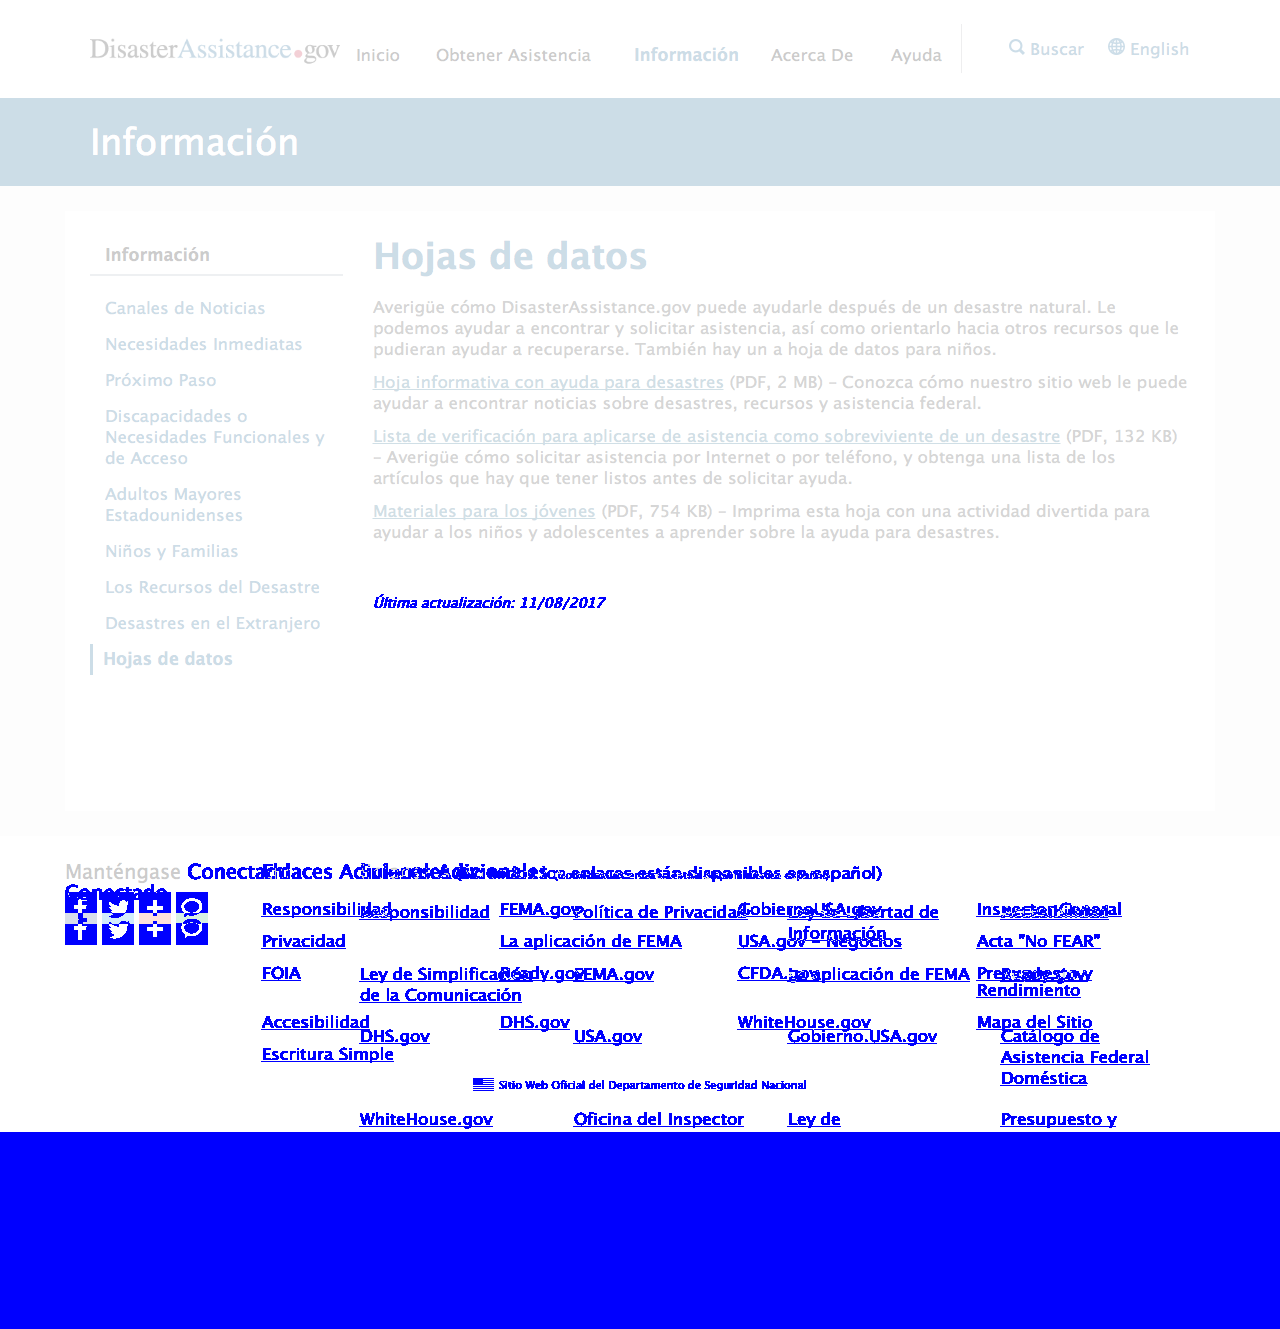 DisasterAssistance.gov
Inicio
Obtener Asistencia
Información
Acerca De
Ayuda
Buscar
English
Información
Información
Canales de Noticias
Necesidades Inmediatas
Próximo Paso
Discapacidades o
Necesidades Funcionales y
de Acceso
Adultos Mayores
Estadounidenses
Niños y Familias
Los Recursos del Desastre
Desastres en el Extranjero
Hojas de datos
Hojas de datos
Averigüe cómo DisasterAssistance.gov puede ayudarle después de un desastre natural. Le
podemos ayudar a encontrar y solicitar asistencia, así como orientarlo hacia otros recursos que le
pudieran ayudar a recuperarse. También hay un a hoja de datos para niños.
Hoja informativa con ayuda para desastres (PDF, 2 MB) – Conozca cómo nuestro sitio web le puede
ayudar a encontrar noticias sobre desastres, recursos y asistencia federal.
Lista de verificación para aplicarse de asistencia como sobreviviente de un desastre (PDF, 132 KB)
– Averigüe cómo solicitar asistencia por Internet o por teléfono, y obtenga una lista de los
artículos que hay que tener listos antes de solicitar ayuda.
Materiales para los jóvenes (PDF, 754 KB) – Imprima esta hoja con una actividad divertida para
ayudar a los niños y adolescentes a aprender sobre la ayuda para desastres.
Última actualización: 11/08/2017
Manténgase
Conectado
enlaces están disponibles en español)
Responsibilidad
Responsibilidad
FEMA.gov
Política de Privacidad
Libertad de
Información
Inspector General
Privacidad
La aplicación de FEMA
USA.gov – Negocios
Acta "No FEAR"
FOIA
Ley de Simplificación
de la Comunicación
Ready.gov
FEMA.gov
CFDA.gov
aplicación de FEMA
Rendimiento
Accesibilidad
DHS.gov
DHS.gov
USA.gov
WhiteHouse.gov
Gobierno.USA.gov
Mapa del Sitio
Catálogo de
Asistencia Federal
Doméstica
Escritura Simple
Sitio Web Oficial del Departamento de Seguridad Nacional
WhiteHouse.gov
Oficina del Inspector
Ley de
Presupuesto y